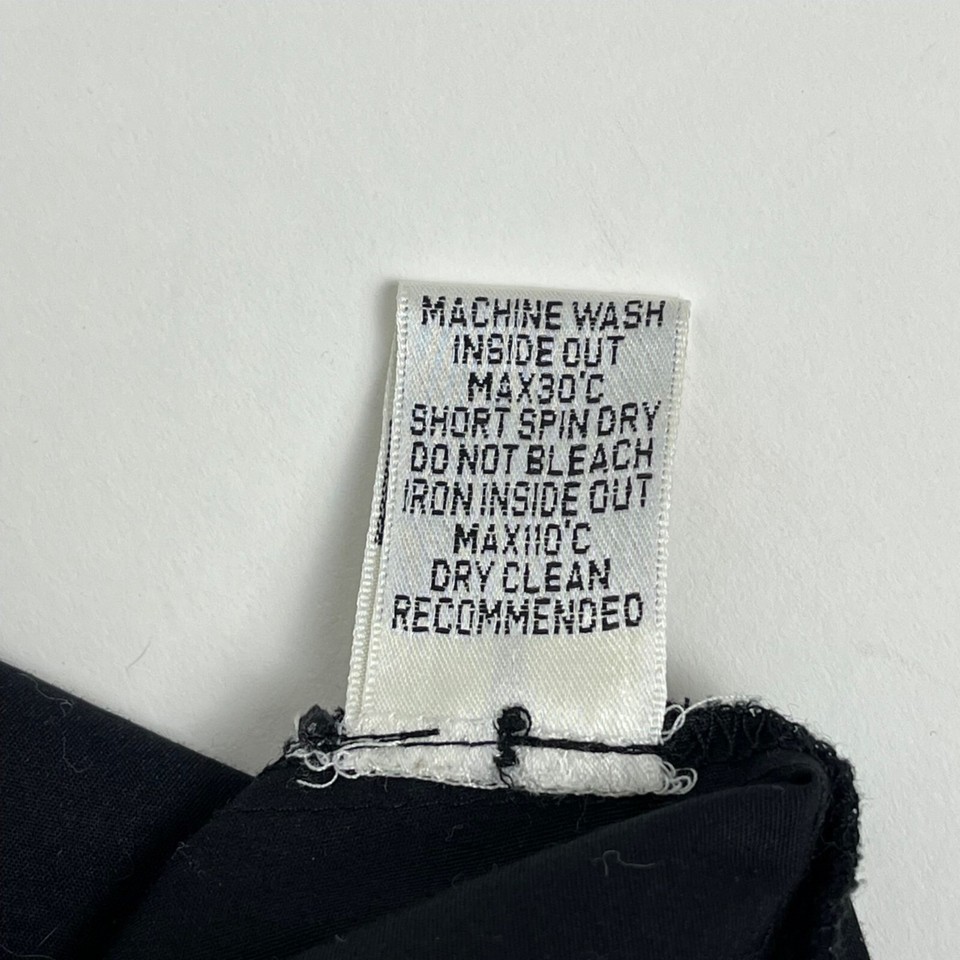 MACHINE WASH
INSIDE OUT
MAX30°C
SHORT SPIN DRY
DO NOT BLEACH
IRON INSIDE OUT
MAX110°C
DRY CLEAN
RECOMMENDED